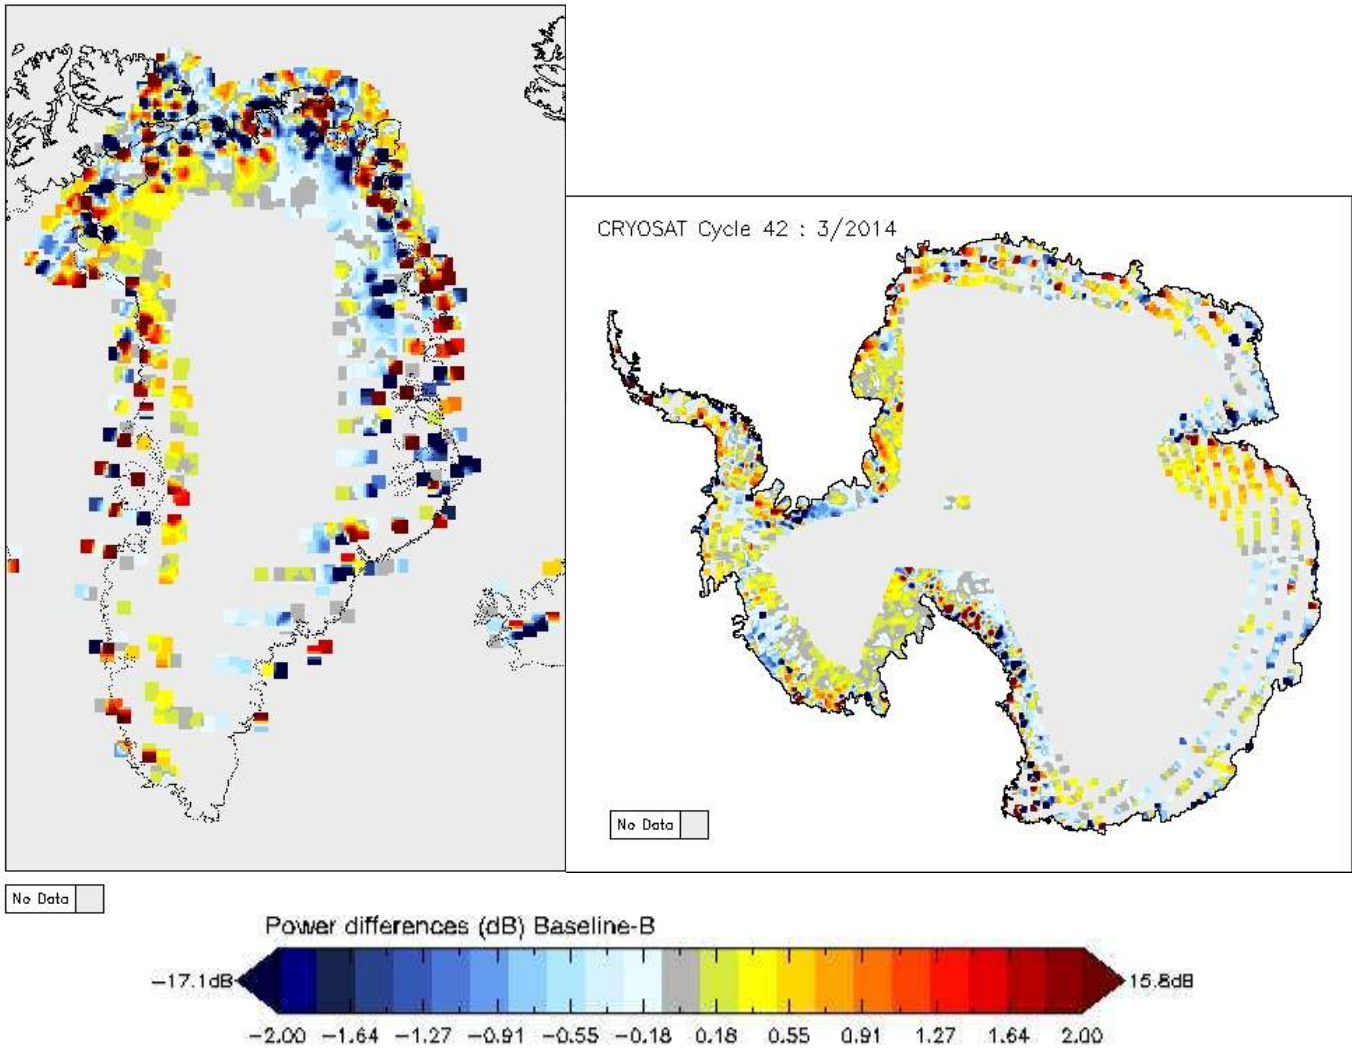 CRYOSAT Cycle 42 : 3/2014
No Data
No Data
Power differences (dB) Baseline-B
-17.1dB
15.8dB
-2.00 -1.64 -1.27 -0.91 -0.55 -0.18 0.18 0.55 0.91 1.27 1.64 2.00